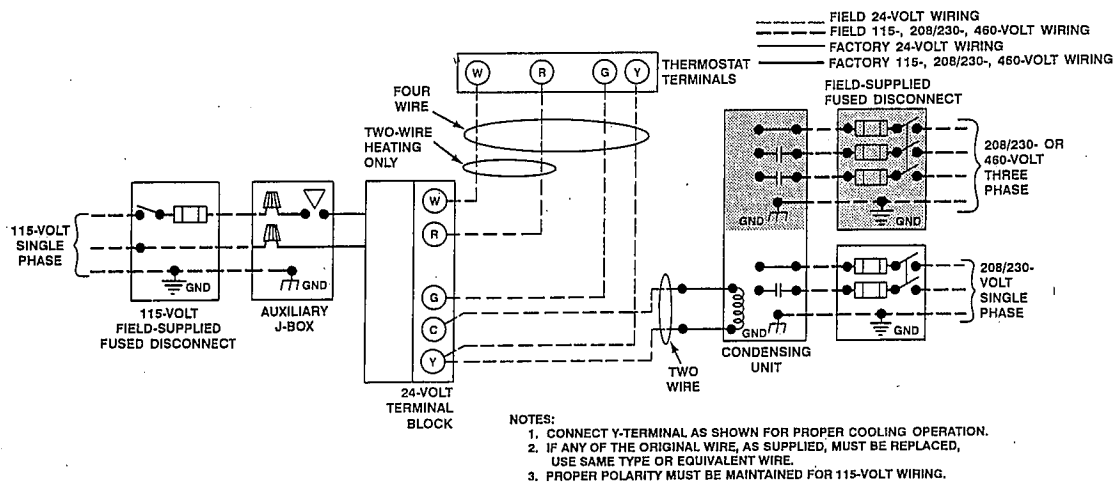 FIELD 24-VOLT WIRING
FIELD 115-, 208/230-, 460-VOLT WIRING
FACTORY 24-VOLT WIRING
FACTORY 115-, 208/230-, 460-VOLT WIRING
W R G Y
THERMOSTAT
TERMINALS
FIELD-SUPPLIED
FUSED DISCONNECT
FOUR
WIRE
TWO-WIRE
HEATING
ONLY
208/230- OR
460-VOLT
THREE
PHASE
GND
GND
W
R
G
C
Y
115-VOLT
SINGLE
PHASE
GND
GND
115-VOLT
FIELD-SUPPLIED
FUSED DISCONNECT
AUXILIARY
J-BOX
24-VOLT
TERMINAL
BLOCK
TWO
WIRE
GND
GND
CONDENSING
UNIT
208/230-
VOLT
SINGLE
PHASE
NOTES:
1. CONNECT Y-TERMINAL AS SHOWN FOR PROPER COOLING OPERATION.
2. IF ANY OF THE ORIGINAL WIRE, AS SUPPLIED, MUST BE REPLACED,
USE SAME TYPE OR EQUIVALENT WIRE.
3. PROPER POLARITY MUST BE MAINTAINED FOR 115-VOLT WIRING.